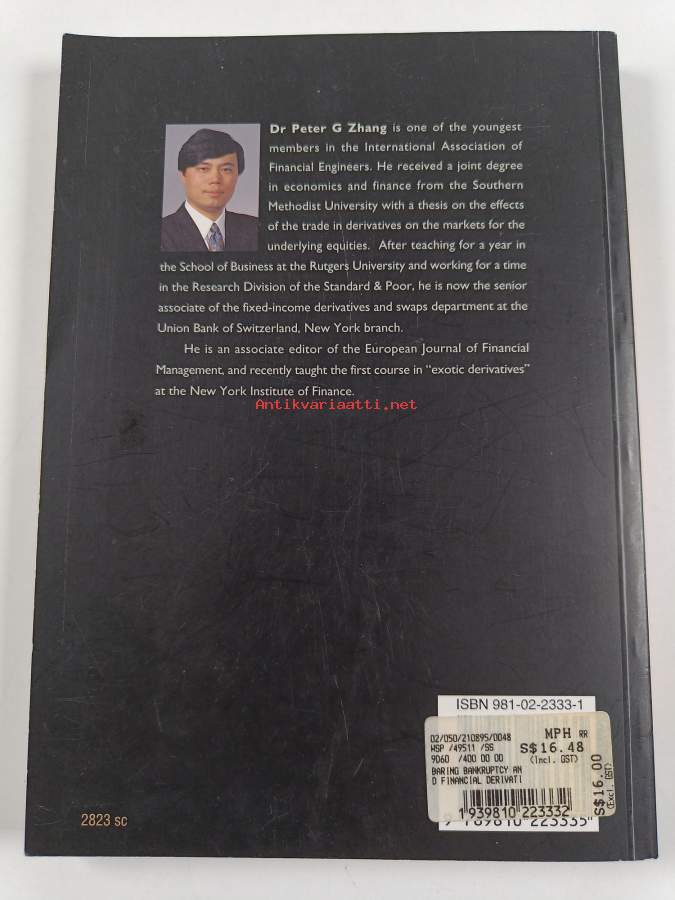 Dr Peter G Zhang is one of the youngest
members in the International Association of
Financial Engineers. He received a joint degree
in economics and finance from the Southern
Methodist University with a thesis on the effects
of the trade in derivatives on the markets for the
underlying equities. After teaching for a year in
the School of Business at the Rutgers University and working for a time
in the Research Division of the Standard & Poor, he is now the senior
associate of the fixed-income derivatives and swaps department at the
Union Bank of Switzerland, New York branch.
He is an associate editor of the European Journal of Financial
Management, and recently taught the first course in "exotic derivatives"
at the New York Institute of Finance.
Antikvariaatti.net
ISBN 981-02-2333-1
02/050/210895/0048 MPH RR
WSP /49511 /SS S$16.48
9060 /400 00 00 (Incl. GST)
BARING BANKRUPTCY AN
D FINANCIAL DERIVATI
S$16.00
(Excl. GST)
1939810 223332
9 789810 223335
2823 SC